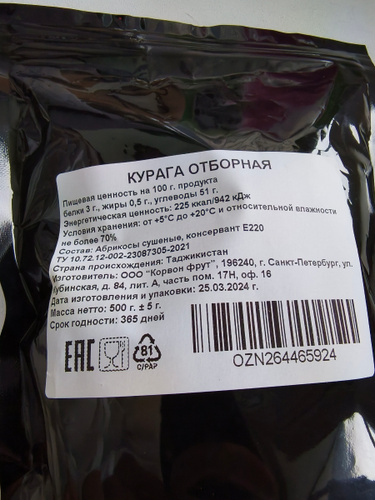 КУРАГА ОТБОРНАЯ
Пищевая ценность на 100 г. продукта
белки 3 г., жиры 0,5 г., углеводы 51 г.
Энергетическая ценность: 225 ккал/942 кДж
Условия хранения: от +5°С до +20°С и относительной влажности
не более 70%
Состав: Абрикосы сушеные, консервант Е220
ТУ 10.72.12-002-23087305-2021
Страна происхождения: Таджикистан
Изготовитель: ООО "Корвон фрут", 196240, г. Санкт-Петербург, ул.
Кубинская, д. 84, лит. А, часть пом. 17Н, оф. 16
Дата изготовления и упаковки: 25.03.2024 г.
Масса нетто: 500 г. ± 5 г.
Срок годности: 365 дней
EAC
81
C/PAP
OZN264465924